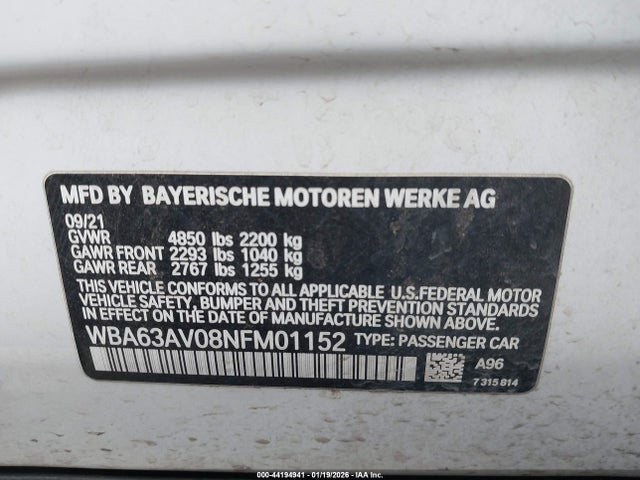 MFD BY BAYERISCHE MOTOREN WERKE AG
09/21
GVWR 4850 lbs 2200 kg
GAWR FRONT 2293 lbs 1040 kg
GAWR REAR 2767 lbs 1255 kg
THIS VEHICLE CONFORMS TO ALL APPLICABLE U.S.FEDERAL MOTOR
VEHICLE SAFETY, BUMPER AND THEFT PREVENTION STANDARDS
IN EFFECT ON THE DATE OF MANUFACTURE SHOWN ABOVE.
WBA63AV08NFM01152 TYPE: PASSENGER CAR
A96
7 315 814
000-44194941 - 01/19/2026 - IAA Inc.